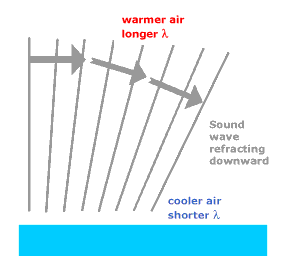 warmer air
longer λ
Sound
wave
refracting
downward
cooler air
shorter λ